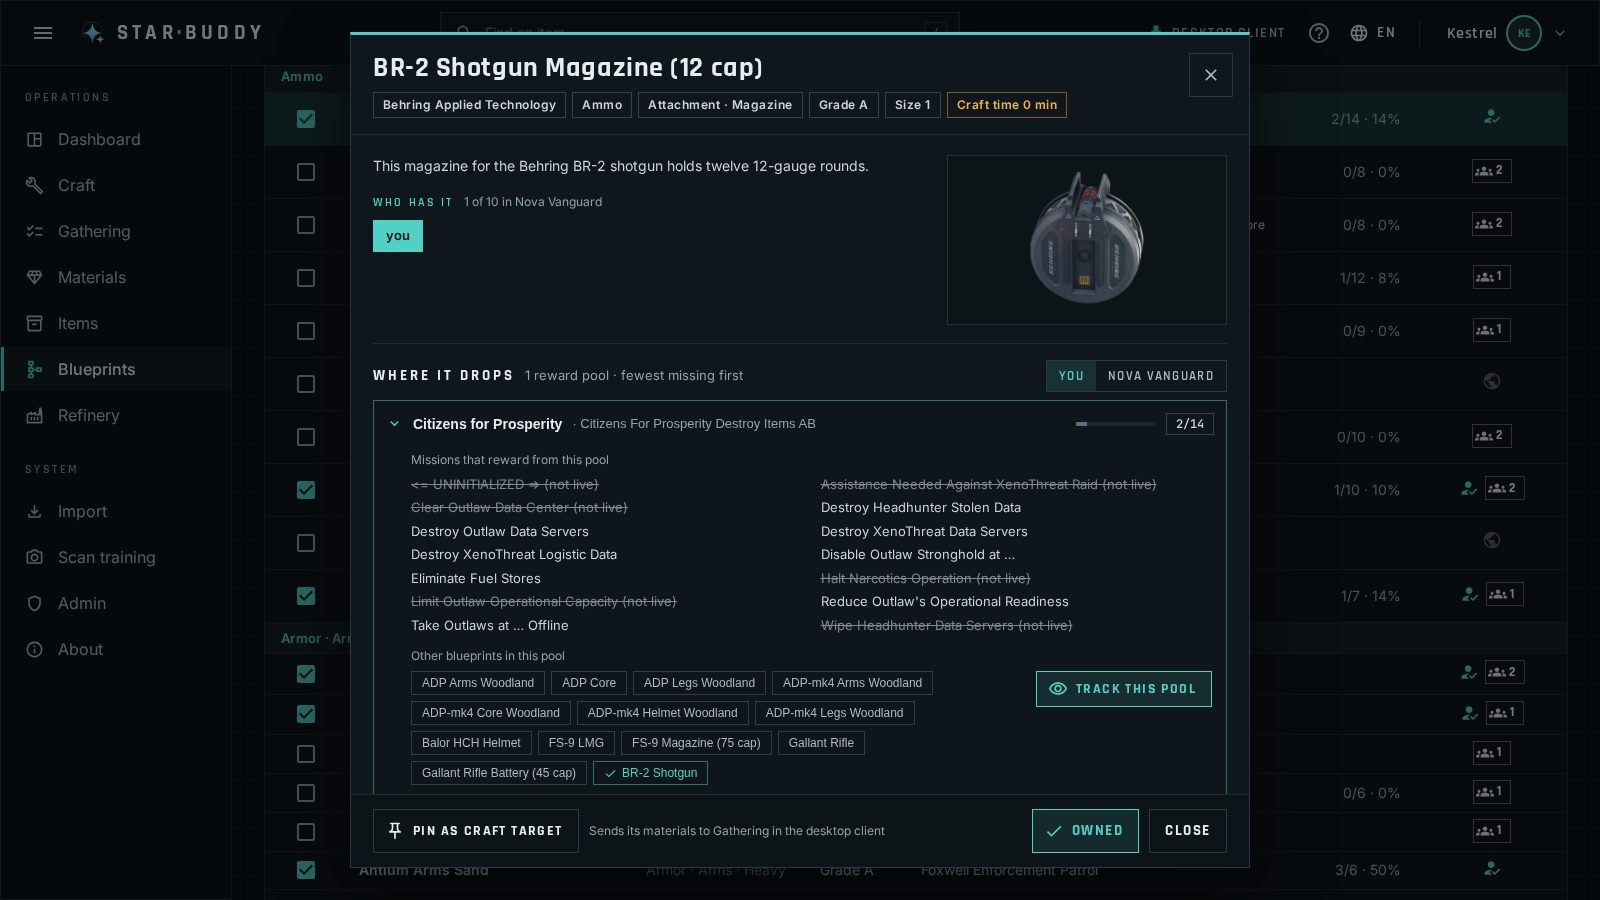 STAR·BUDDY
DESKTOP CLIENT
EN
Kestrel
KE
OPERATIONS
Dashboard
Craft
Gathering
Materials
Items
Blueprints
Refinery
SYSTEM
Import
Scan training
Admin
About
Ammo
BR-2 Shotgun Magazine (12 cap)
Behring Applied Technology
Ammo
Attachment · Magazine
Grade A
Size 1
Craft time 0 min
This magazine for the Behring BR-2 shotgun holds twelve 12-gauge rounds.
WHO HAS IT 1 of 10 in Nova Vanguard
you
BEHRING
WHERE IT DROPS 1 reward pool · fewest missing first
YOU
NOVA VANGUARD
Citizens for Prosperity · Citizens For Prosperity Destroy Items AB
2/14
Missions that reward from this pool
<= UNINITIALIZED => (not live)
Assistance Needed Against XenoThreat Raid (not live)
Clear Outlaw Data Center (not live)
Destroy Headhunter Stolen Data
Destroy Outlaw Data Servers
Destroy XenoThreat Data Servers
Destroy XenoThreat Logistic Data
Disable Outlaw Stronghold at ...
Eliminate Fuel Stores
Halt Narcotics Operation (not live)
Limit Outlaw Operational Capacity (not live)
Reduce Outlaw's Operational Readiness
Take Outlaws at ... Offline
Wipe Headhunter Data Servers (not live)
Other blueprints in this pool
ADP Arms Woodland
ADP Core
ADP Legs Woodland
ADP-mk4 Arms Woodland
ADP-mk4 Core Woodland
ADP-mk4 Helmet Woodland
ADP-mk4 Legs Woodland
Balor HCH Helmet
FS-9 LMG
FS-9 Magazine (75 cap)
Gallant Rifle
Gallant Rifle Battery (45 cap)
BR-2 Shotgun
TRACK THIS POOL
PIN AS CRAFT TARGET
Sends its materials to Gathering in the desktop client
OWNED
CLOSE
2/14 · 14%
0/8 · 0%
2
0/8 · 0%
2
1/12 · 8%
1
0/9 · 0%
1
0/10 · 0%
2
1/10 · 10%
2
1/7 · 14%
1
Armor ·
2
1
1
0/6 · 0%
1
1
Antium Arms Sand
Armor · Arms · Heavy
Grade A
Foxwell Enforcement Patrol
3/6 · 50%